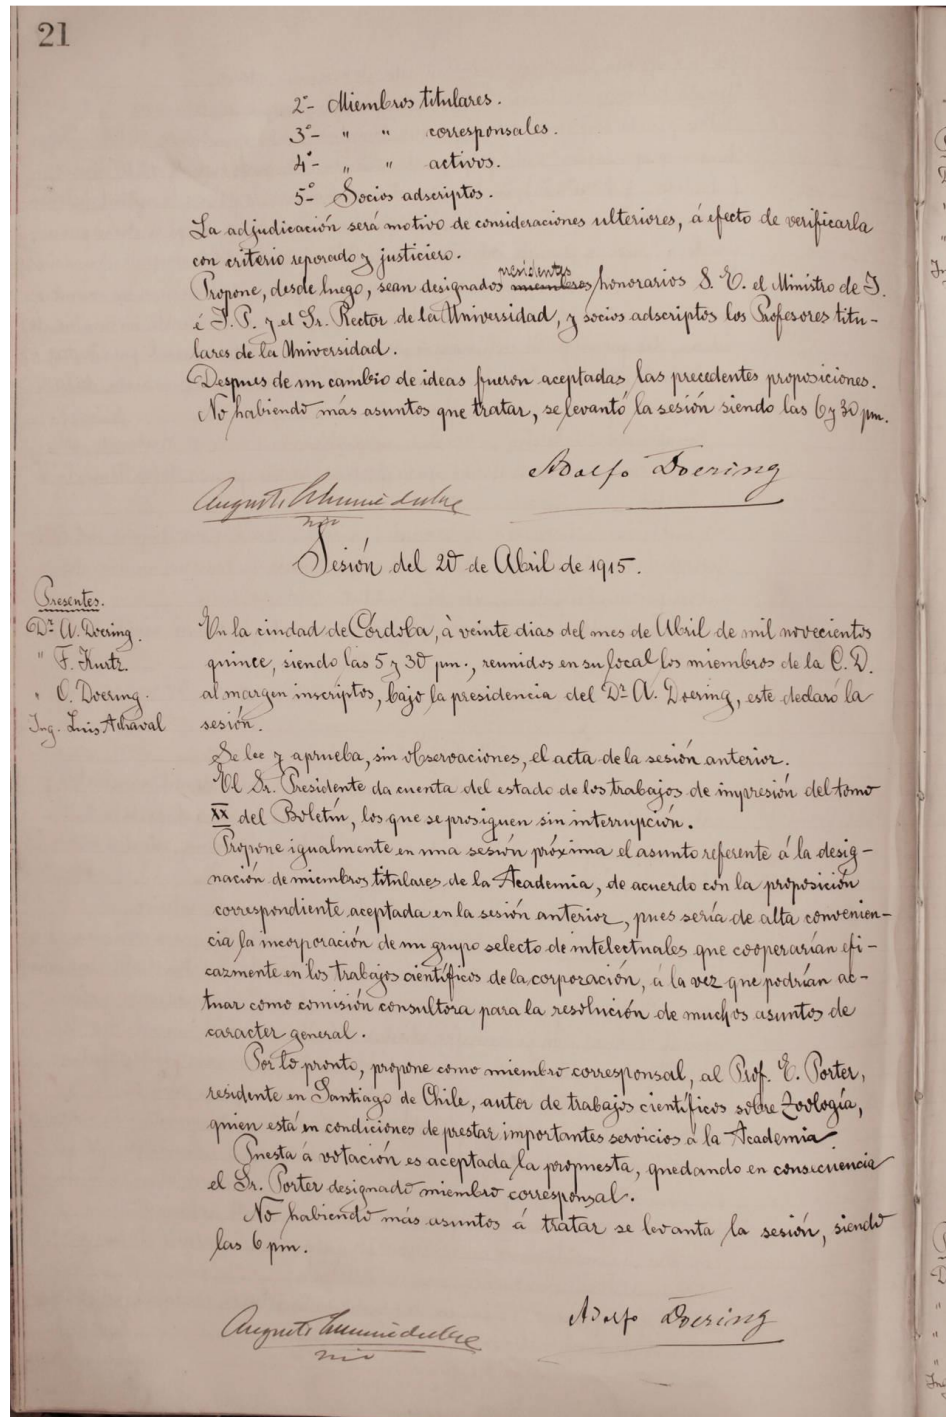 21
2º- Miembros titulares.
3º- " " corresponsales.
4º- " " activos.
5º- Socios adscriptos.
La adjudicación será motivo de consideraciones ulteriores, á efecto de verificarla
con criterio reposado y justiciero.
presidentes
Propone, desde luego, sean designados miembros honorarios S. E. el Ministro de J.
é I. P. y el Sr. Rector de la Universidad, y socios adscriptos los Profesores titu-
lares de la Universidad.
Despues de un cambio de ideas fueron aceptadas las precedentes proposiciones.
No habiendo más asuntos que tratar, se levantó la sesión siendo las 6 y 30 pm.
Adolfo Doering
Sesión del 20 de Abril de 1915.
Presentes.
Dr. A. Doering.
" F. Kurtz.
" O. Doering.
Ing. Luis Achával
En la ciudad de Córdoba, à veinte dias del mes de Abril de mil novecientos
quince, siendo las 5 y 30 pm., reunidos en su local los miembros de la C. D.
al margen inscriptos, bajo la presidencia del Dr. A. Doering, este declaró la
sesión.
Se lee y aprueba, sin observaciones, el acta de la sesión anterior.
El Sr. Presidente da cuenta del estado de los trabajos de impresión del tomo
XX del Boletín, los que se prosiguen sin interrupción.
Propone igualmente en una sesión próxima el asunto referente á la desig-
nación de miembros titulares de la Academia, de acuerdo con la proposición
correspondiente aceptada en la sesión anterior, pues sería de alta convenien-
cia la incorporación de un grupo selecto de intelectuales que cooperarían efi-
cazmente en los trabajos científicos de la corporación, á la vez que podrían ac-
tuar como comisión consultora para la resolución de muchos asuntos de
caracter general.
Por lo pronto, propone como miembro corresponsal, al Prof. E. Porter,
residente en Santiago de Chile, autor de trabajos científicos sobre Zoología,
quien está en condiciones de prestar importantes servicios á la Academia
Puesta á votación es aceptada la propuesta, quedando en consecuencia
el Sr. Porter designado miembro corresponsal.
No habiendo más asuntos á tratar se levanta la sesión, siendo
las 6 pm.
Adolfo Doering